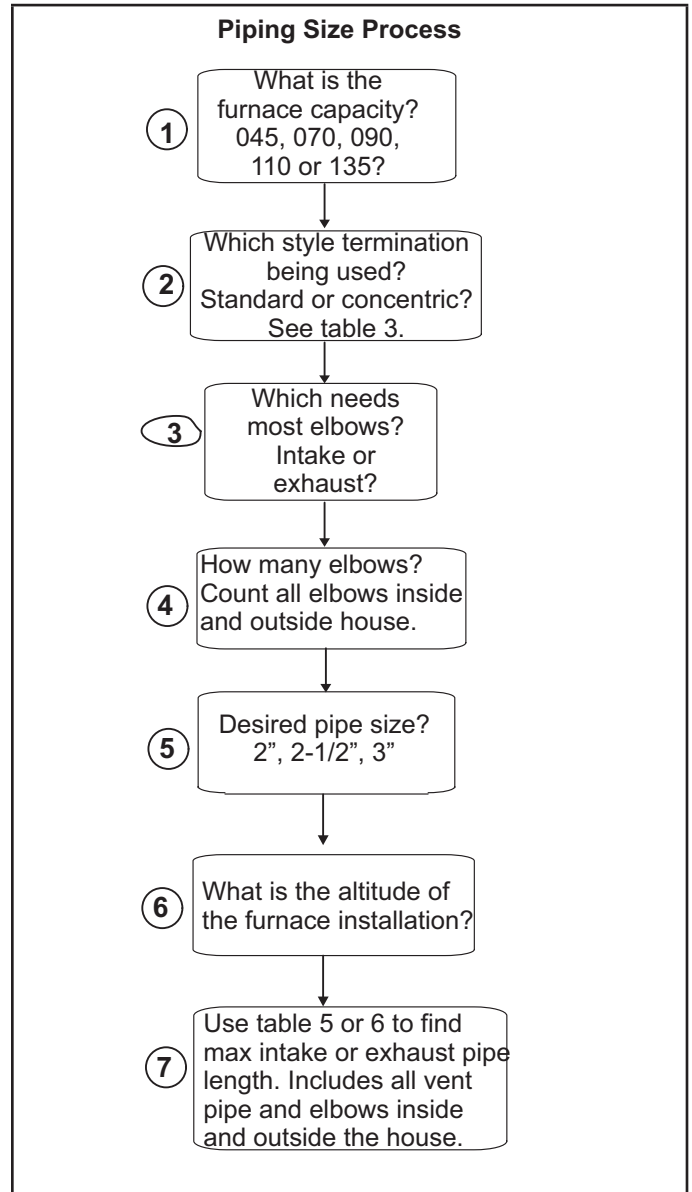 Piping Size Process
1
What is the
furnace capacity?
045, 070, 090,
110 or 135?
2
Which style termination
being used?
Standard or concentric?
See table 3.
3
Which needs
most elbows?
Intake or
exhaust?
4
How many elbows?
Count all elbows inside
and outside house.
5
Desired pipe size?
2”, 2-1/2”, 3”
6
What is the altitude of
the furnace installation?
7
Use table 5 or 6 to find
max intake or exhaust pipe
length. Includes all vent
pipe and elbows inside
and outside the house.